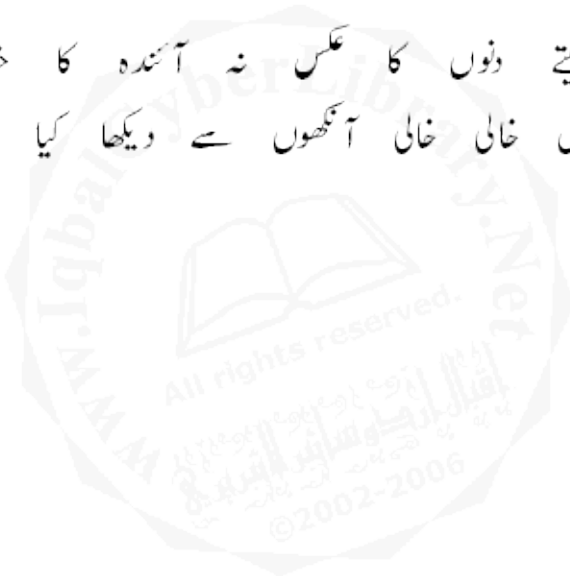 دنوں کا عکس نہ آئندہ کا
خالی خالی آنکھوں سے دیکھا کیا
www.IqbalCyberLibrary.Net
All rights reserved.
©2002-2006